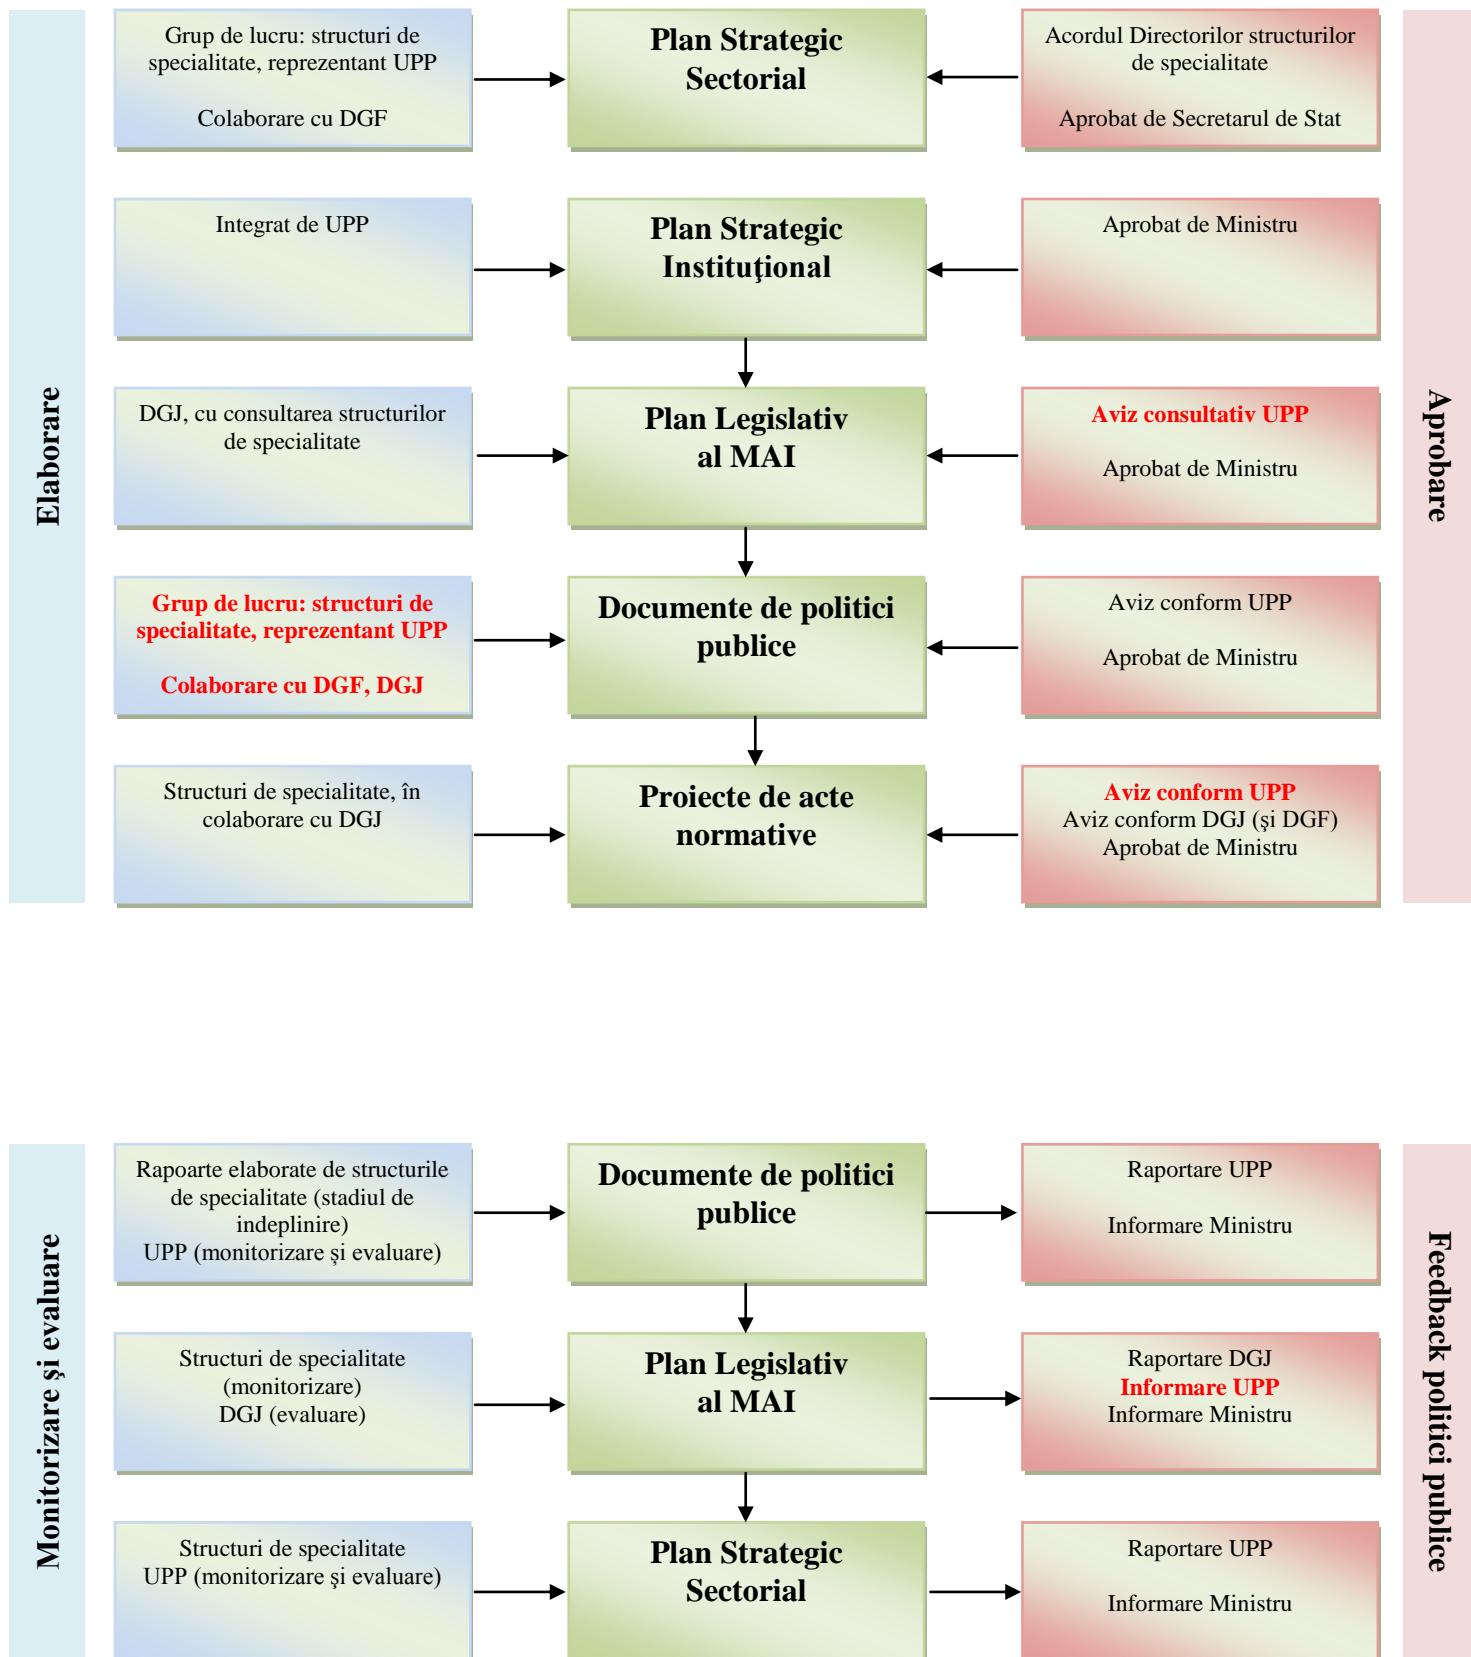 Elaborare
Grup de lucru: structuri de
specialitate, reprezentant UPP
Colaborare cu DGF
Plan Strategic
Sectorial
Acordul Directorilor structurilor
de specialitate
Aprobat de Secretarul de Stat
Aprobare
Integrat de UPP
Plan Strategic
Instituţional
Aprobat de Ministru
DGJ, cu consultarea structurilor
de specialitate
Plan Legislativ
al MAI
Aviz consultativ UPP
Aprobat de Ministru
Grup de lucru: structuri de
specialitate, reprezentant UPP
Colaborare cu DGF, DGJ
Documente de politici
publice
Aviz conform UPP
Aprobat de Ministru
Structuri de specialitate, în
colaborare cu DGJ
Proiecte de acte
normative
Aviz conform UPP
Aviz conform DGJ (şi DGF)
Aprobat de Ministru
Monitorizare şi evaluare
Rapoarte elaborate de structurile
de specialitate (stadiul de
indeplinire)
UPP (monitorizare și evaluare)
Documente de politici
publice
Raportare UPP
Informare Ministru
Feedback politici publice
Structuri de specialitate
(monitorizare)
DGJ (evaluare)
Plan Legislativ
al MAI
Raportare DGJ
Informare UPP
Informare Ministru
Structuri de specialitate
UPP (monitorizare şi evaluare)
Plan Strategic
Sectorial
Raportare UPP
Informare Ministru